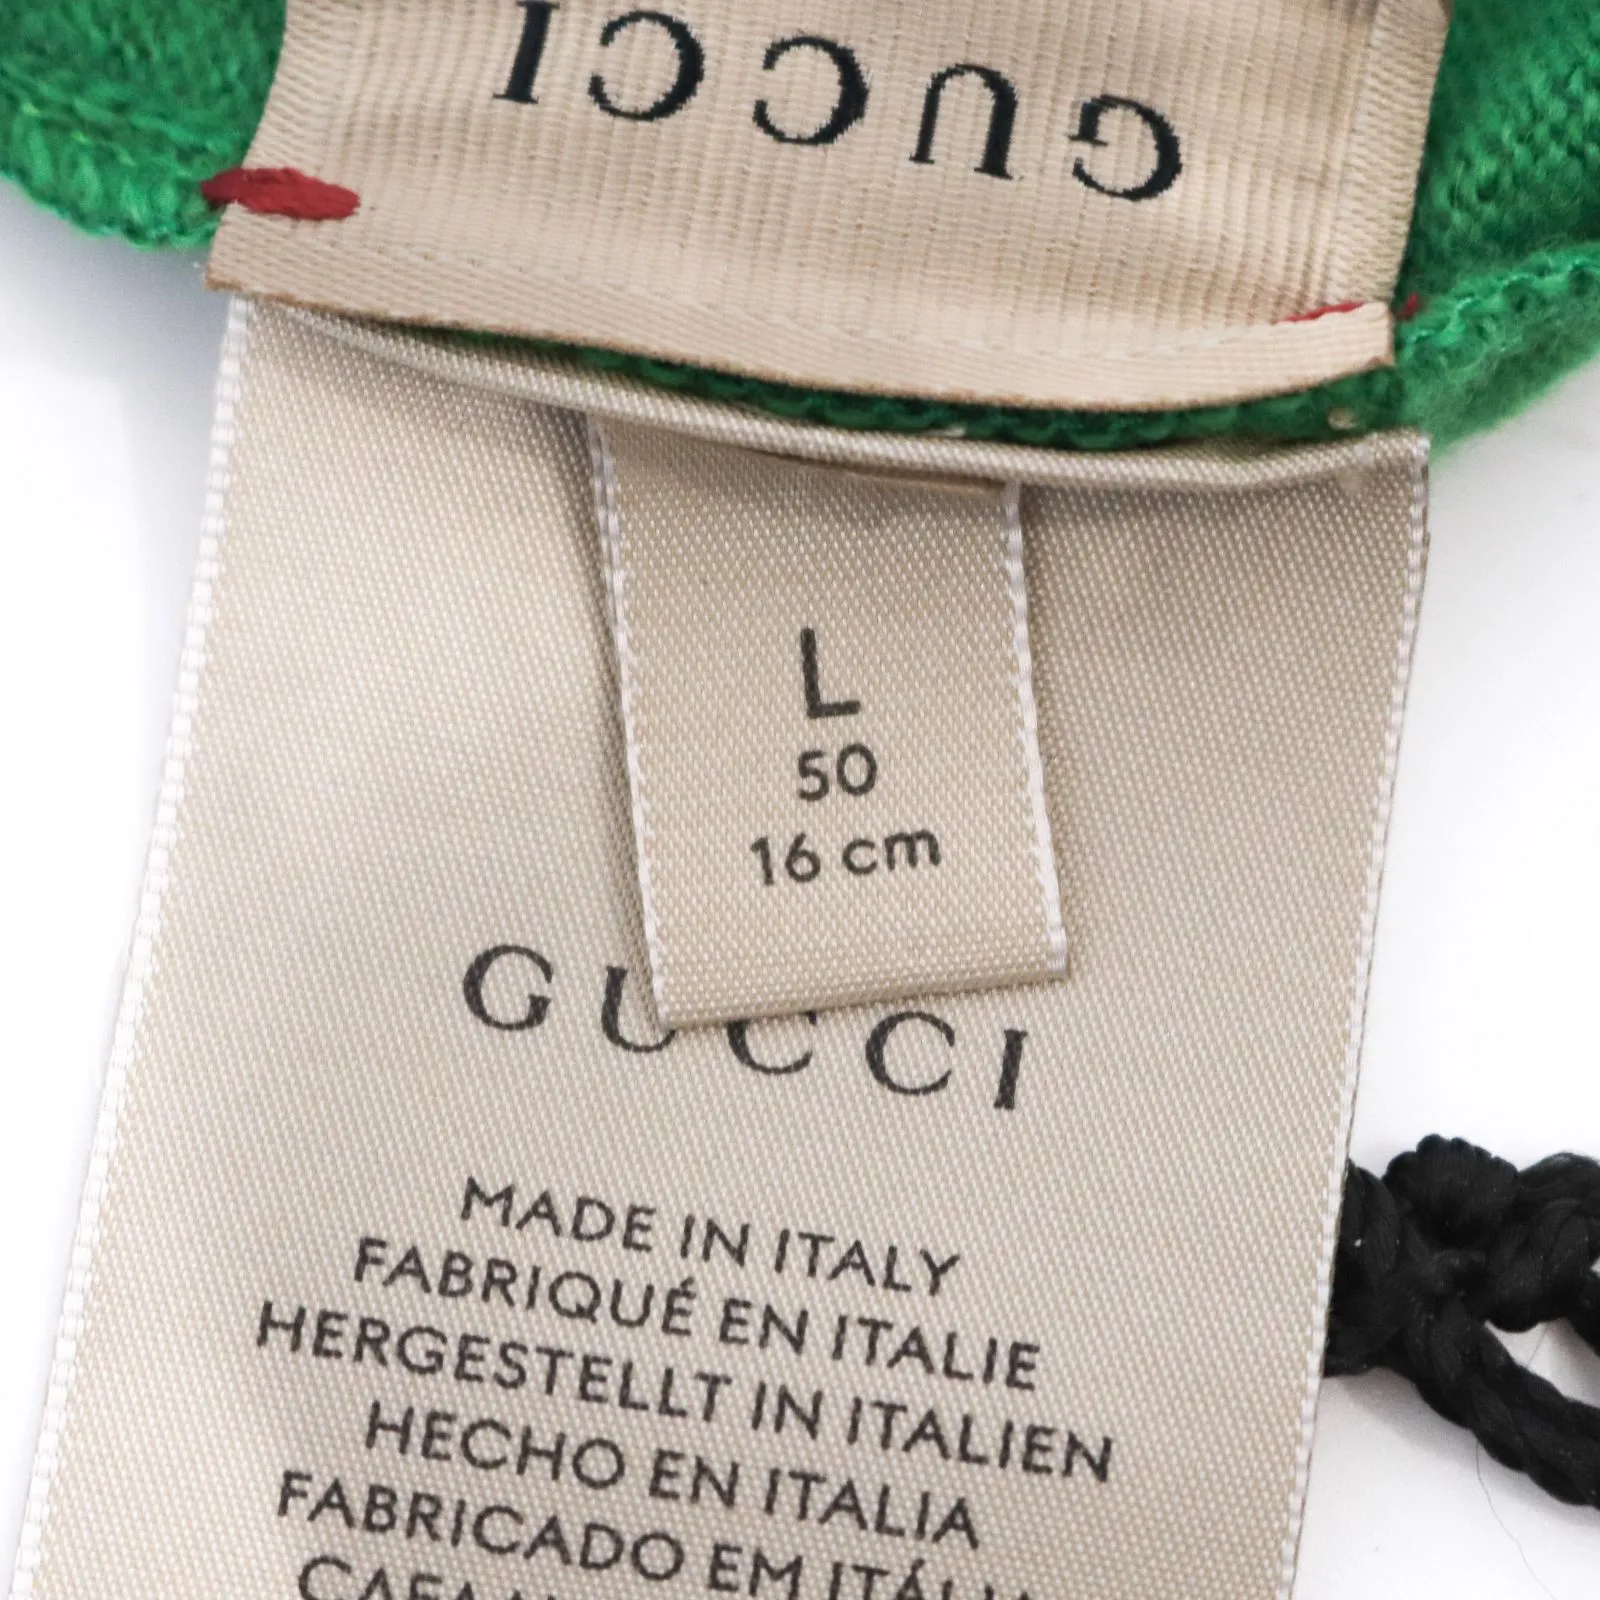 GUCCI
L
50
16 cm
GUCCI
MADE IN ITALY
FABRIQUÉ EN ITALIE
HERGESTELLT IN ITALIEN
HECHO EN ITALIA
FABRICADO EM ITÁLIA